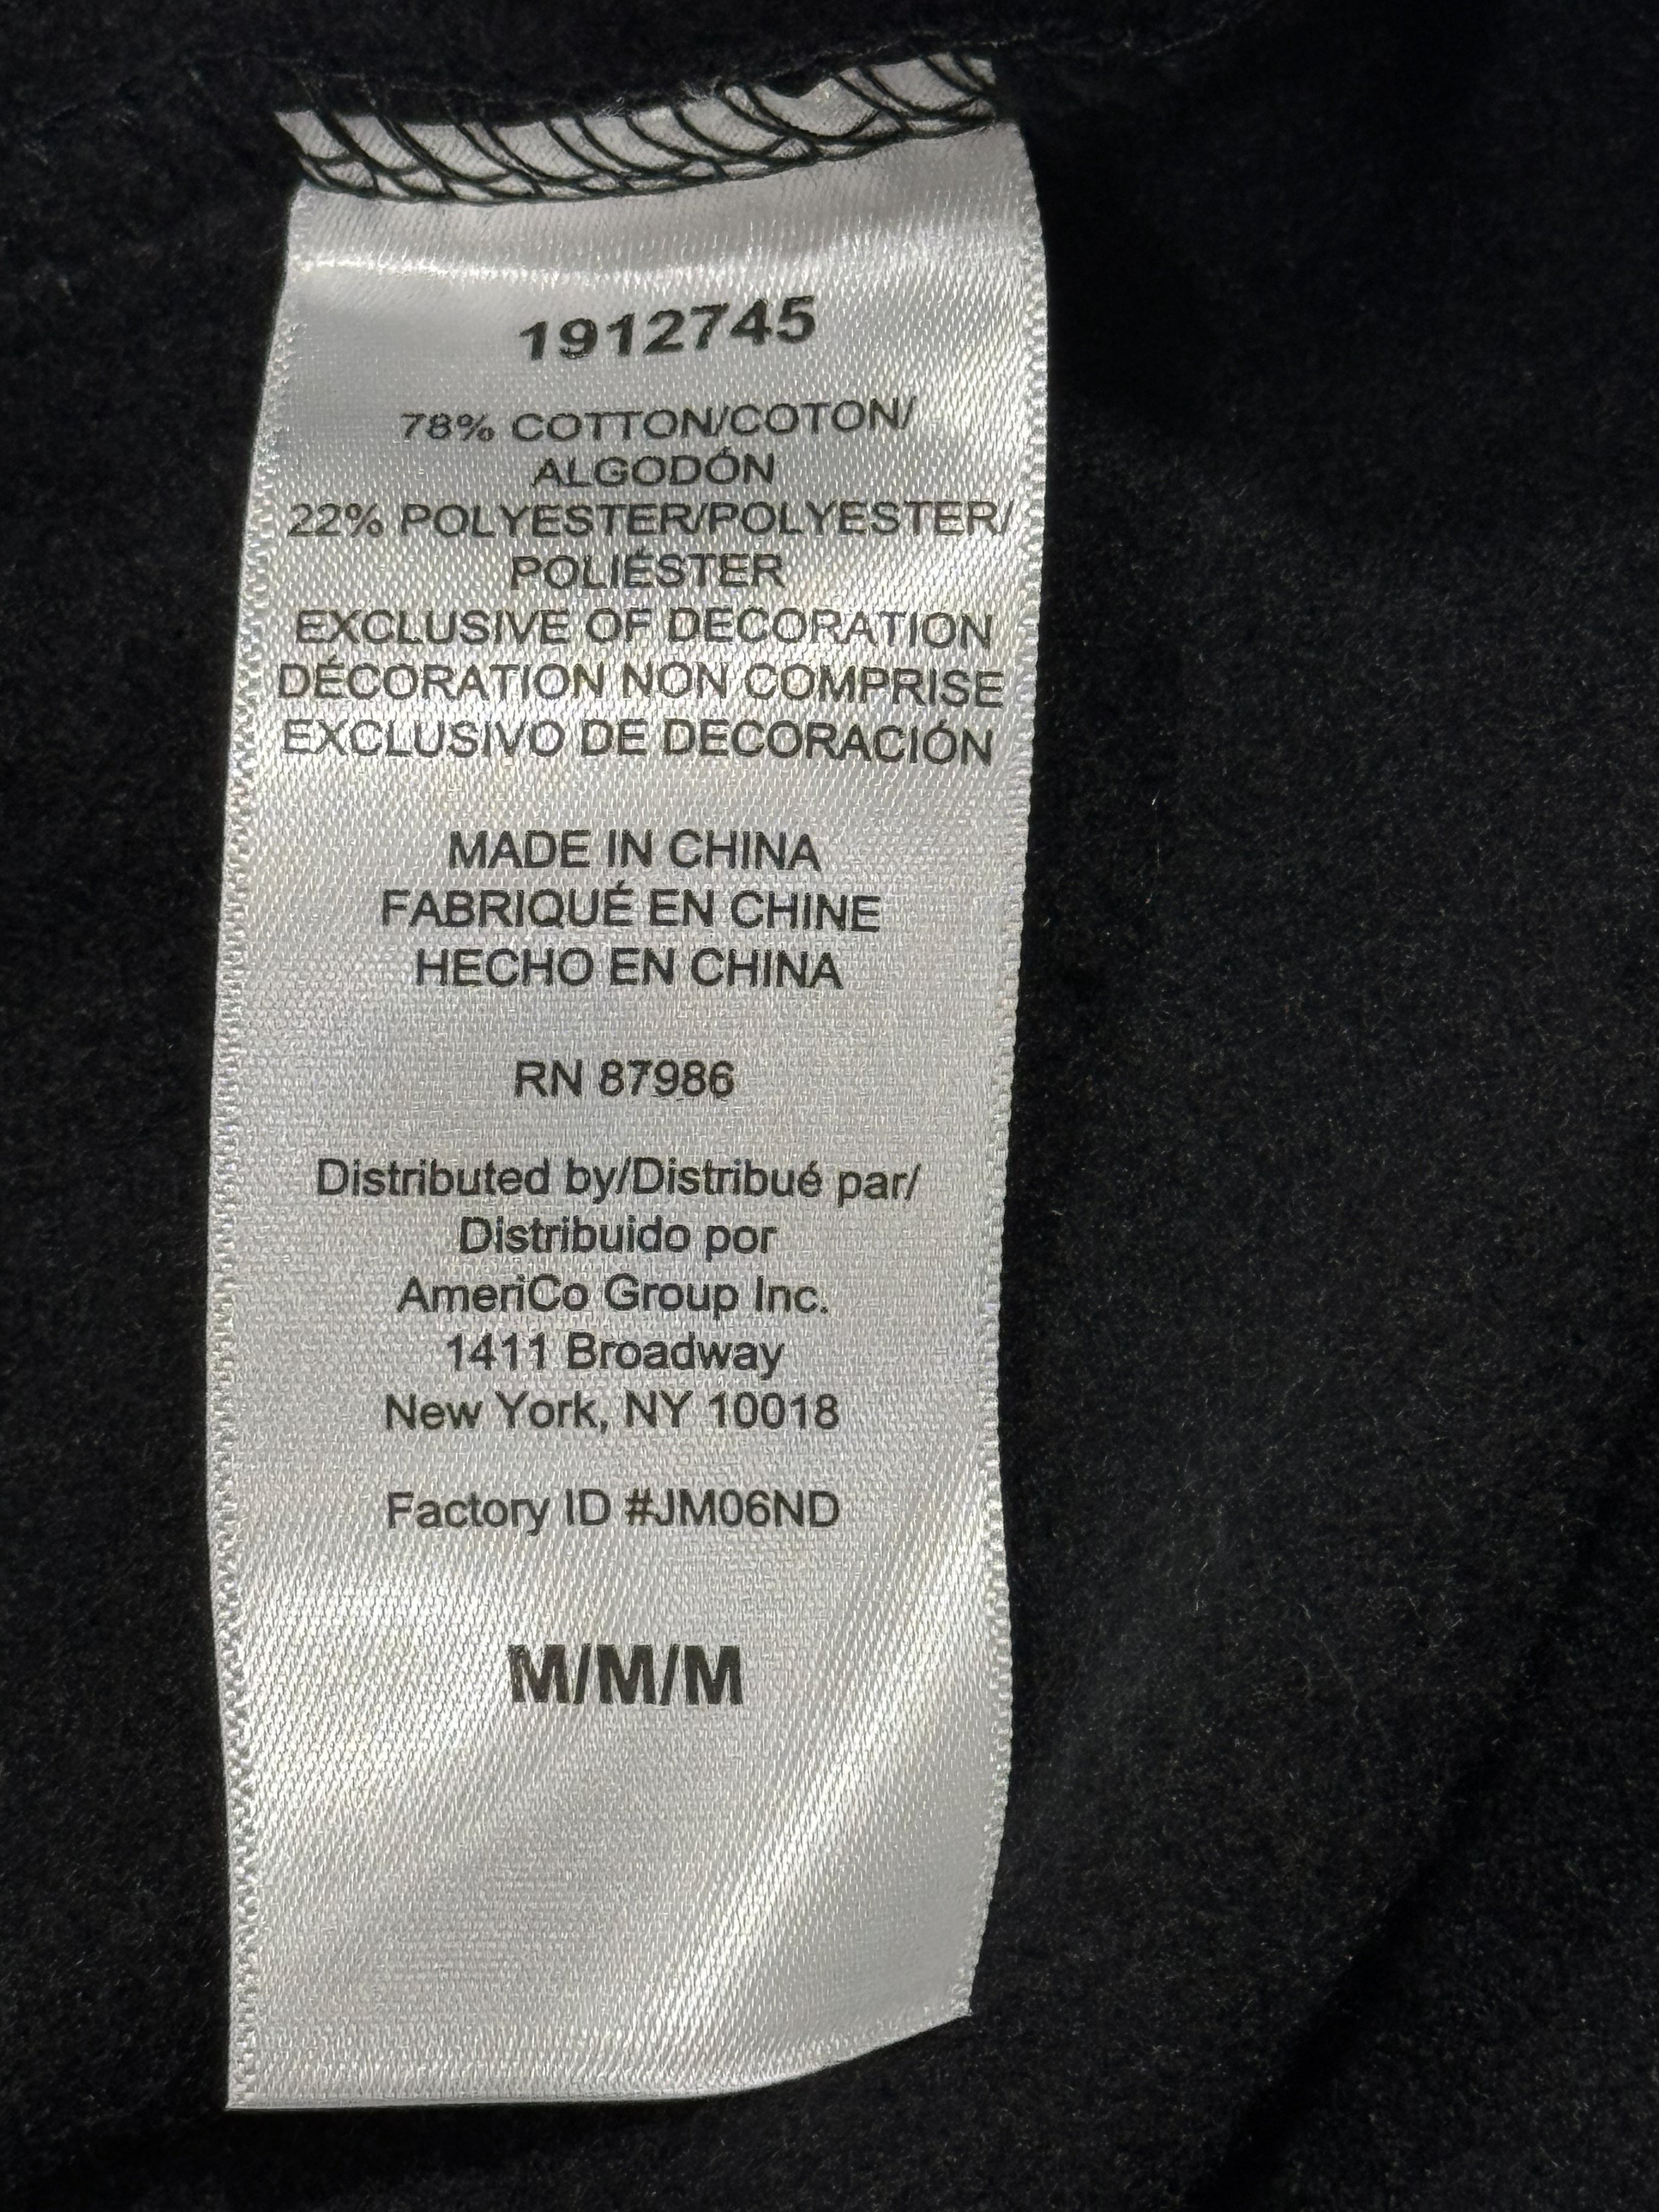 1912745
78% COTTON/COTON/
ALGODÓN
22% POLYESTER/POLYESTER/
POLIÉSTER
EXCLUSIVE OF DECORATION
DÉCORATION NON COMPRISE
EXCLUSIVO DE DECORACIÓN
MADE IN CHINA
FABRIQUÉ EN CHINE
HECHO EN CHINA
RN 87986
Distributed by/Distribué par/
Distribuido por
AmeriCo Group Inc.
1411 Broadway
New York, NY 10018
Factory ID #JM06ND
M/M/M